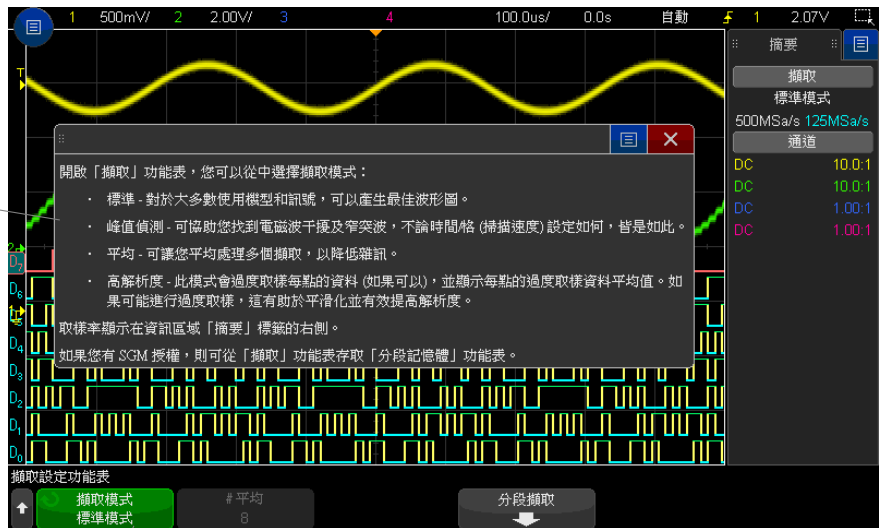 1 500mV/ 2 2.00V/ 3 4 100.0us/ 0.0s 自動 1 2.07V
摘要
擷取
標準模式
500MSa/s 125MSa/s
通道
DC 10.0:1
DC 10.0:1
DC 1.00:1
DC 1.00:1
T
開啟「擷取」功能表，您可以從中選擇擷取模式：
· 標準 - 對於大多數使用模型和訊號，可以產生最佳波形圖。
· 峰值偵測 - 可協助您找到電磁波干擾及窄突波，不論時間/格 (掃描速度) 設定如何，皆是如此。
· 平均 - 可讓您平均處理多個擷取，以降低雜訊。
· 高解析度 - 此模式會過度取樣每點的資料 (如果可以)，並顯示每點的過度取樣資料平均值。如
果可能進行過度取樣，這有助於平滑化並有效提高解析度。
取樣率顯示在資訊區域「摘要」標籤的右側。
如果您有 SGM 授權，則可從「擷取」功能表存取「分段記憶體」功能表。
2
D7
D6
D4
D3
D2
D1
D0
擷取設定功能表
擷取模式
標準模式
# 平均
8
分段擷取